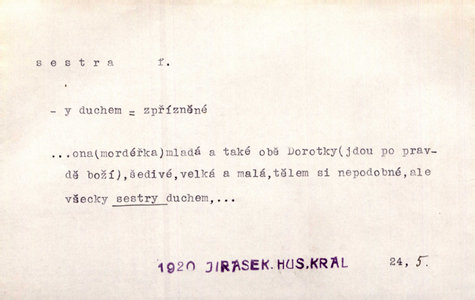 sestra f.
- y duchem = zpřízněné
...ona(mordéřka)mladá a také obě Dorotky(jdou po prav-
dě boží),šedivé,velká a malá,tělem si nepodobné,ale
všecky sestry duchem,...
1920 JIRASEK.HUS.KRAL 24, 5.